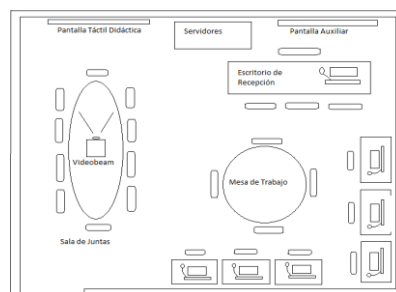 Pantalla Táctil Didáctica
Servidores
Pantalla Auxiliar
Escritorio de
Recepción
Videobeam
Mesa de Trabajo
Sala de Juntas